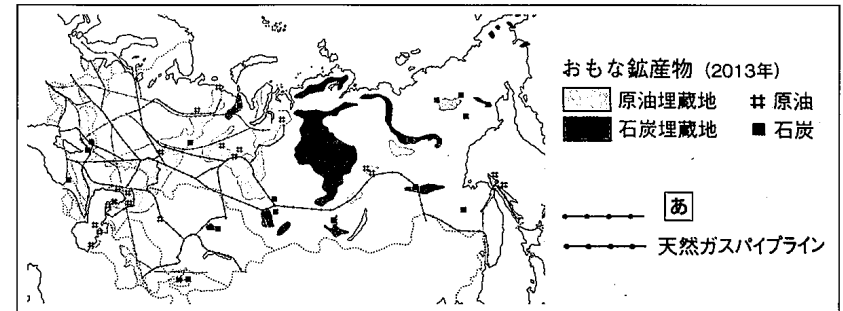 おもな鉱産物 (2013年)
原油埋蔵地 原油
石炭埋蔵地 石炭
あ
天然ガスパイプライン